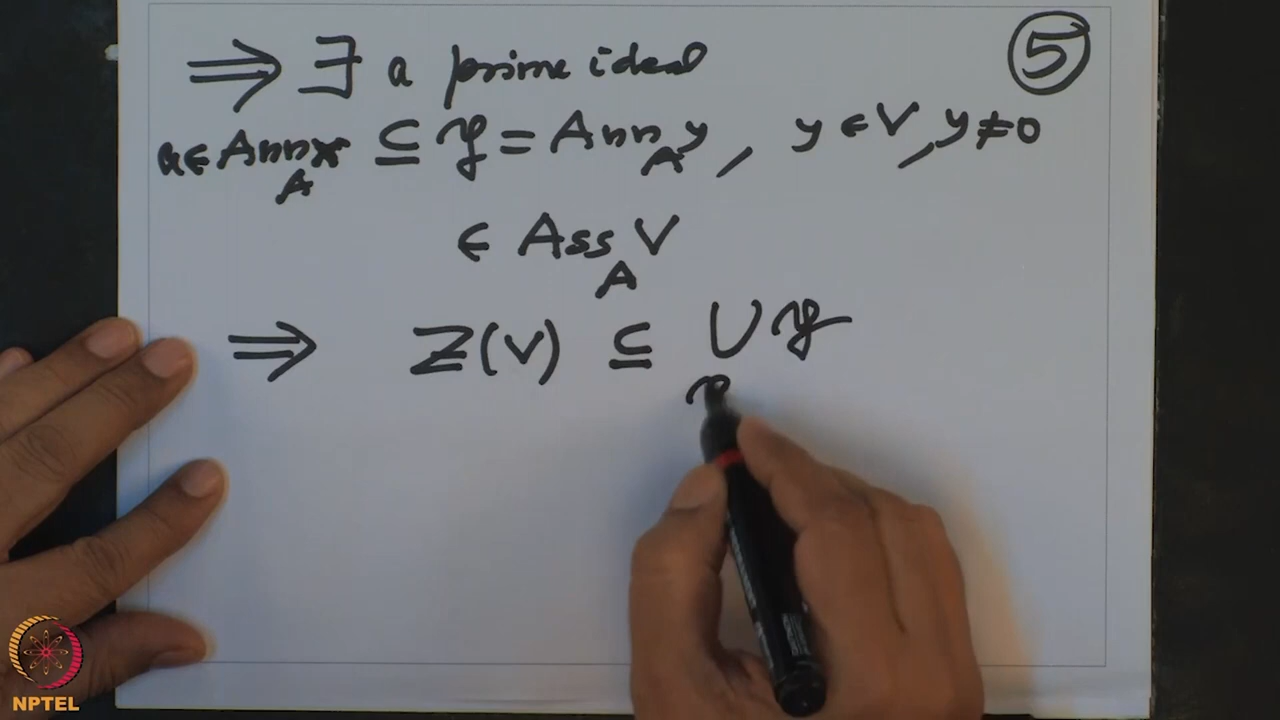 ⇒ ∃ a prime ideal
⑤
a ∈ Ann_A x ⊆ 𝔭 = Ann_A y, y ∈ V, y ≠ 0
∈ Ass_A V
⇒ Z(V) ⊆ ∪ 𝔭
NPTEL